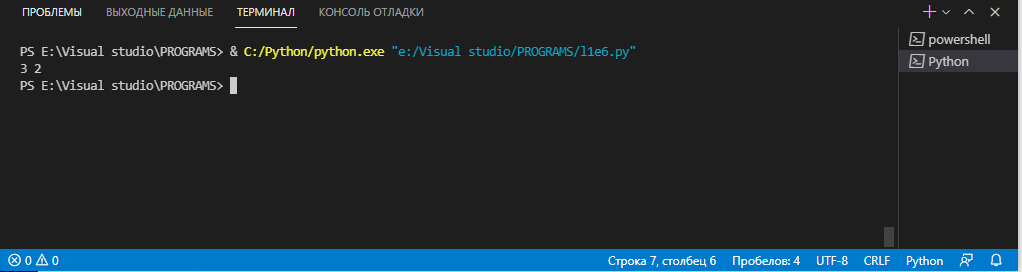 ПРОБЛЕМЫ ВЫХОДНЫЕ ДАННЫЕ ТЕРМИНАЛ КОНСОЛЬ ОТЛАДКИ
PS E:\Visual studio\PROGRAMS> & C:/Python/python.exe "e:/Visual studio/PROGRAMS/l1e6.py"
3 2
PS E:\Visual studio\PROGRAMS>
powershell
Python
0 0 Строка 7, столбец 6 Пробелов: 4 UTF-8 CRLF Python